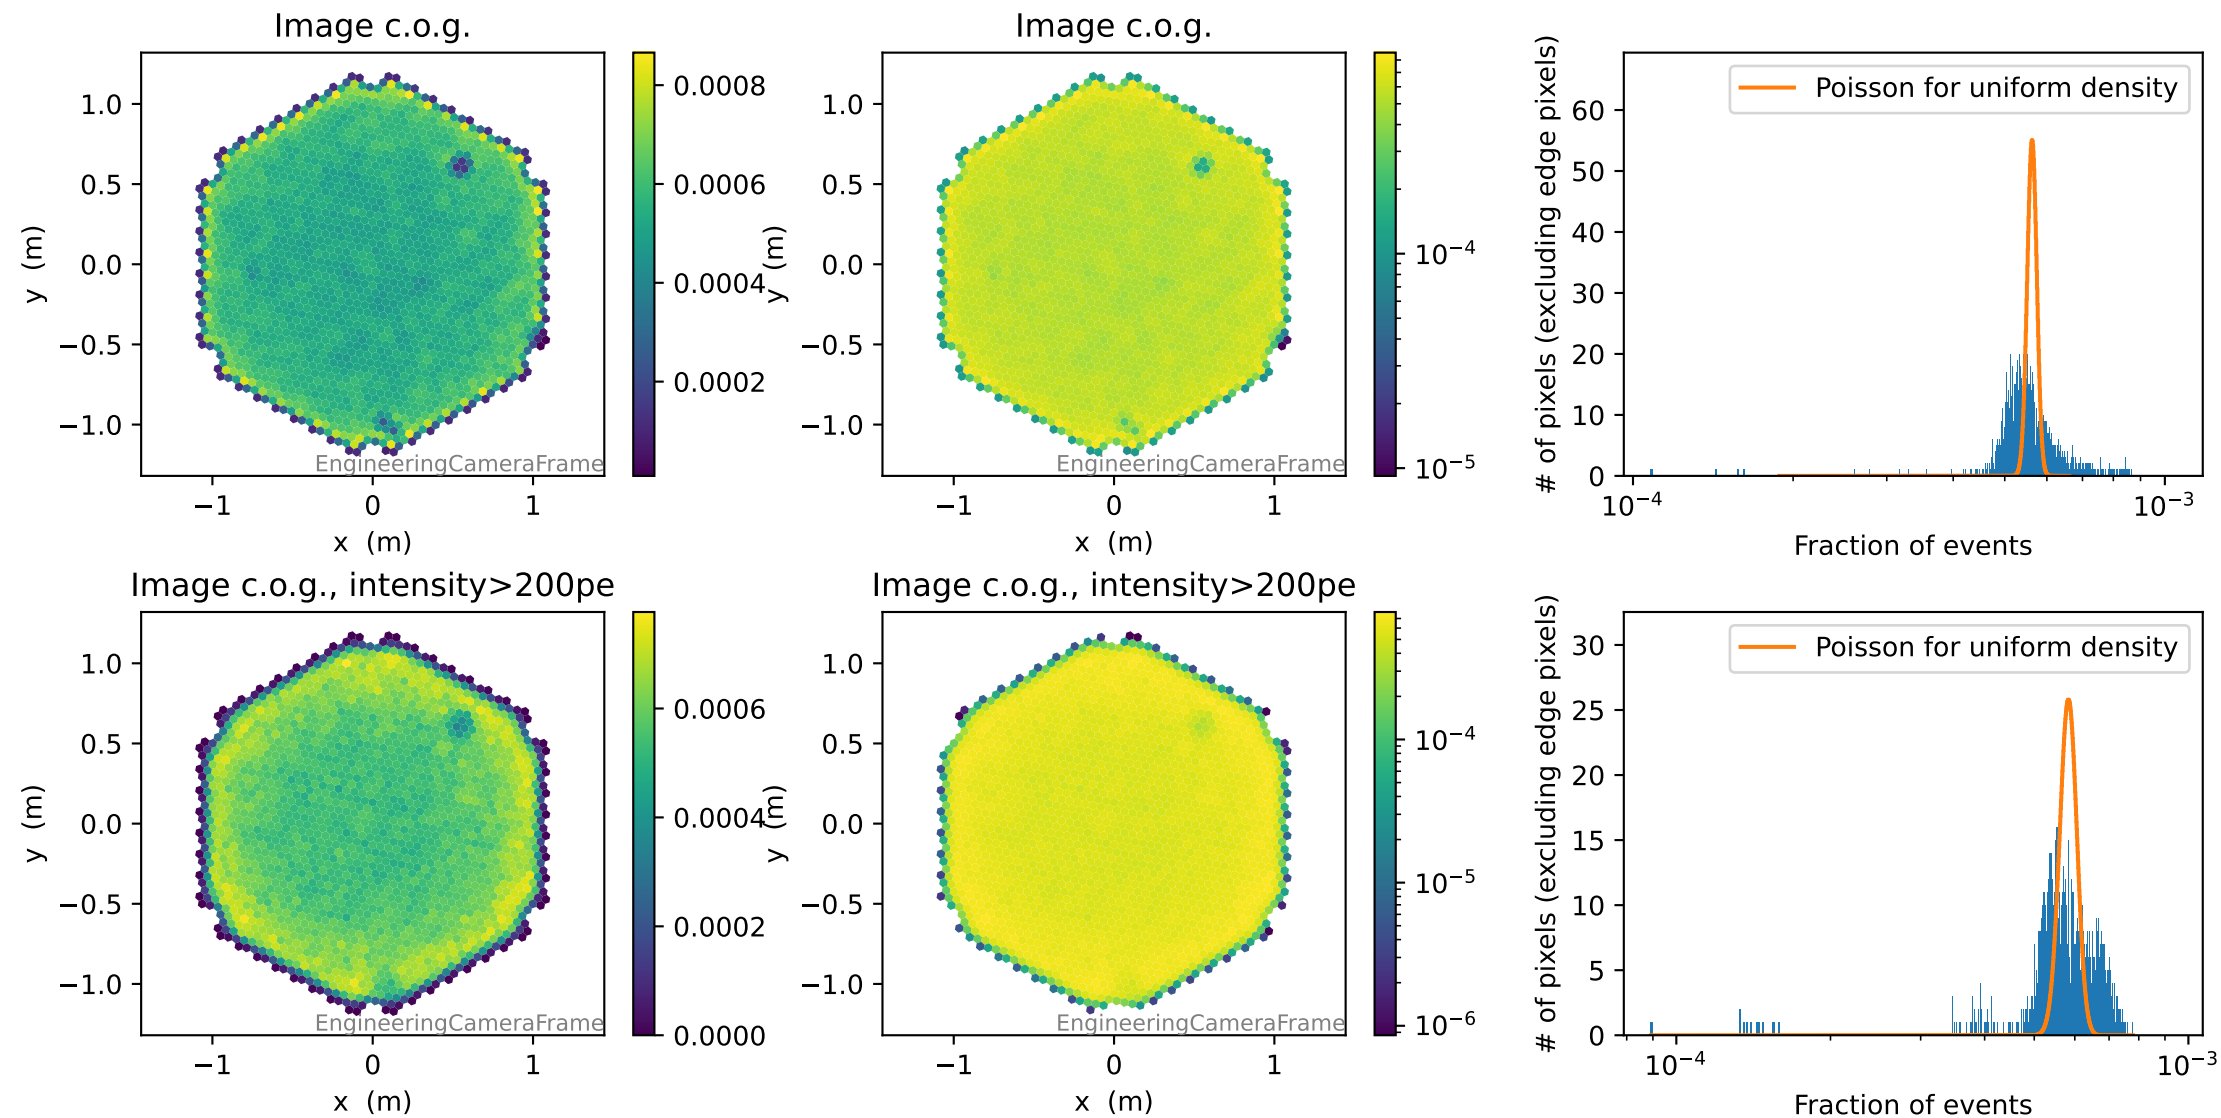 Image c.o.g.
1.0
0.5
0.0
−0.5
−1.0
y (m)
−1 0 1
x (m)
EngineeringCameraFrame
0.0008
0.0006
0.0004
0.0002
Image c.o.g.
1.0
0.5
0.0
−0.5
−1.0
y (m)
−1 0 1
x (m)
EngineeringCameraFrame
10⁻⁴
10⁻⁵
# of pixels (excluding edge pixels)
60
50
40
30
20
10
0
Poisson for uniform density
10⁻⁴ 10⁻³
Fraction of events
Image c.o.g., intensity>200pe
1.0
0.5
0.0
−0.5
−1.0
y (m)
−1 0 1
x (m)
EngineeringCameraFrame
0.0006
0.0004
0.0002
0.0000
Image c.o.g., intensity>200pe
1.0
0.5
0.0
−0.5
−1.0
y (m)
−1 0 1
x (m)
EngineeringCameraFrame
10⁻⁴
10⁻⁵
10⁻⁶
# of pixels (excluding edge pixels)
30
25
20
15
10
5
0
Poisson for uniform density
10⁻⁴ 10⁻³
Fraction of events